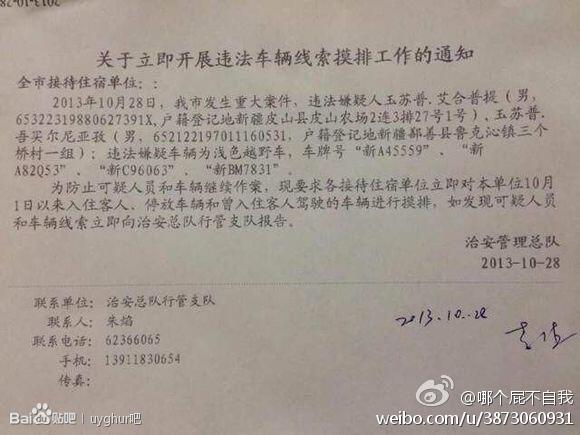 2013-10-28
关于立即开展违法车辆线索摸排工作的通知
全市接待住宿单位：：
2013年10月28日，我市发生重大案件，违法嫌疑人玉苏普.艾合普提（男，
65322319880627391X，户籍登记地新疆皮山县皮山农场2连3排27号1号）、玉苏普.
吾买尔尼亚孜（男，652122197011160531，户籍登记地新疆鄯善县鲁克沁镇三个
桥村一组）；违法嫌疑车辆为浅色越野车，车牌号“新A45559”、“新
A82Q53”、“新C96063”、“新BM7831”。
为防止可疑人员和车辆继续作案，现要求各接待住宿单位立即对本单位10月
1日以来入住客人、停放车辆和曾入住客人驾驶的车辆进行摸排，如发现可疑人员
和车辆线索立即向治安总队行管支队报告。
治安管理总队
2013-10-28
联系单位：治安总队行管支队
联系人：朱焰
联系电话：62366065
手机：13911830654
传真：
2013.10.28
@哪个屁不自我
weibo.com/u/3873060931
Bai百度贴吧 | uyghur吧